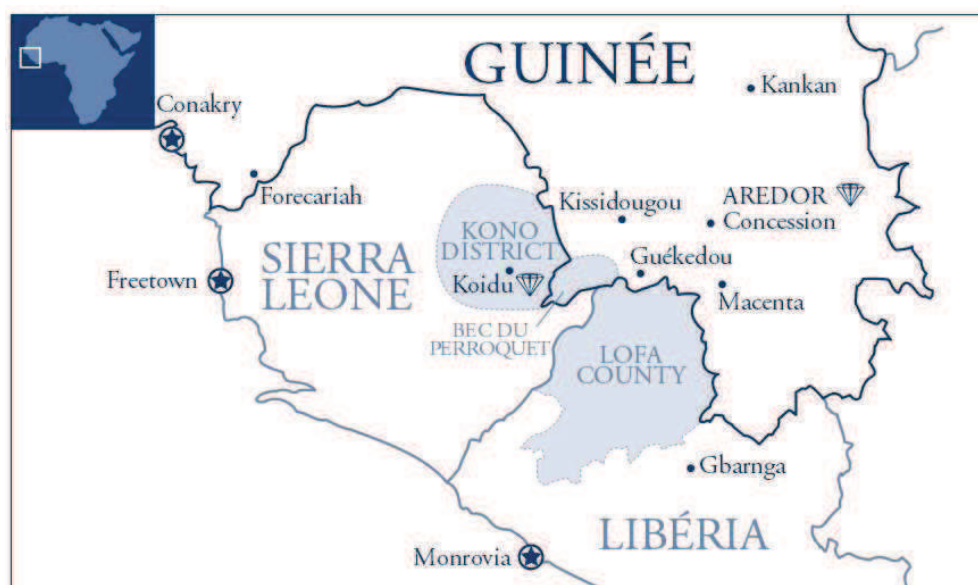 GUINÉE
Kankan
Conakry
Forecariah
Kissidougou
AREDOR
Concession
KONO
DISTRICT
SIERRA
LEONE
Koidu
Guékedou
Freetown
Macenta
BEC DU
PERROQUET
LOFA
COUNTY
Gbarnga
LIBÉRIA
Monrovia